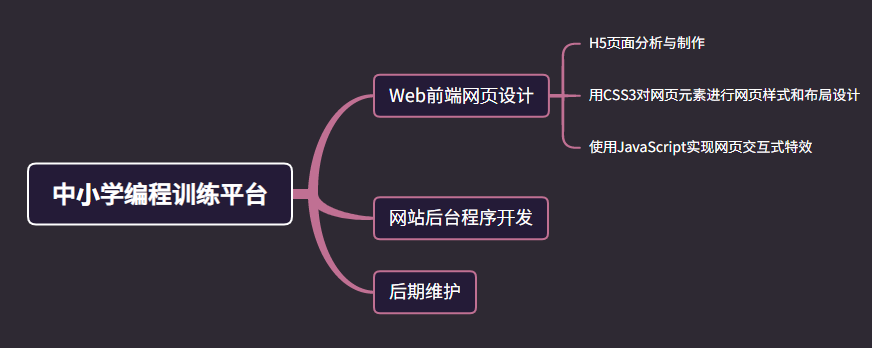 中小学编程训练平台
Web前端网页设计
H5页面分析与制作
用CSS3对网页元素进行网页样式和布局设计
使用JavaScript实现网页交互式特效
网站后台程序开发
后期维护